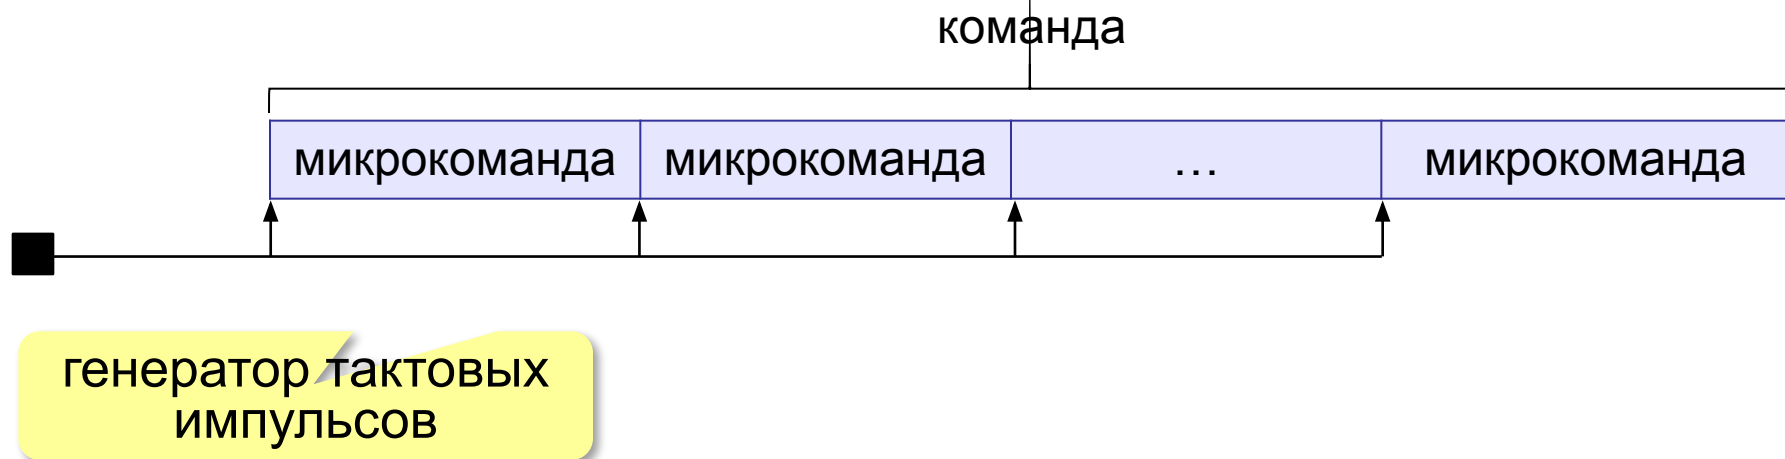 команда
микрокоманда микрокоманда … микрокоманда
генератор тактовых
импульсов